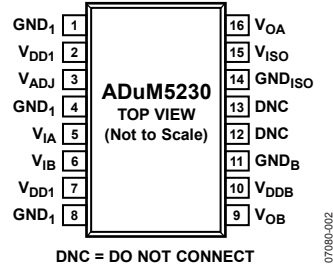 GND1 1
VDD1 2
VADJ 3
GND1 4
VIA 5
VIB 6
VDD1 7
GND1 8
ADuM5230
TOP VIEW
(Not to Scale)
16 VOA
15 VISO
14 GNDISO
13 DNC
12 DNC
11 GNDB
10 VDDB
9 VOB
DNC = DO NOT CONNECT
07080-002